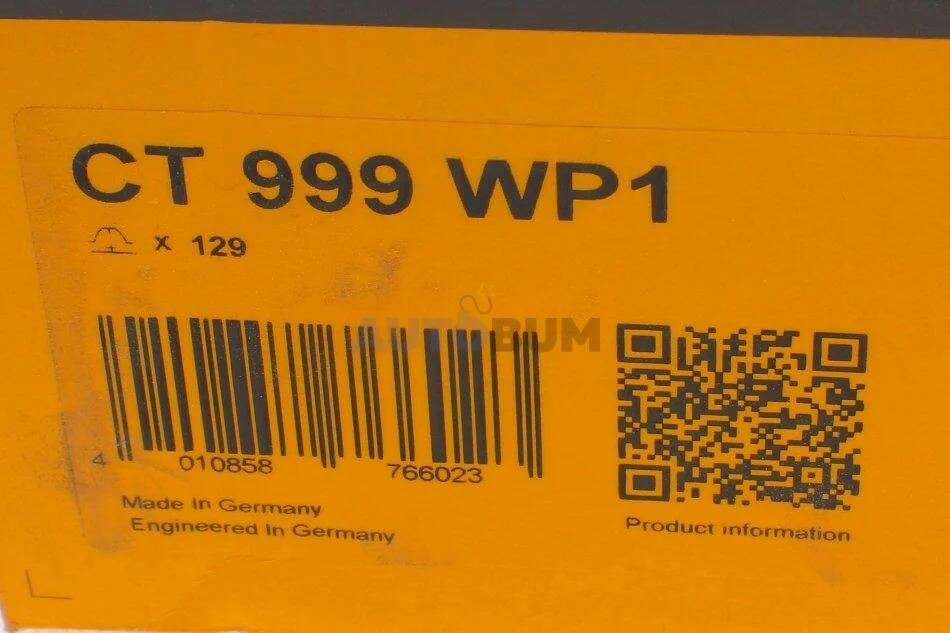 CT 999 WP1
x 129
AUTOBUM
4 010858 766023
Made In Germany
Engineered In Germany
Product information